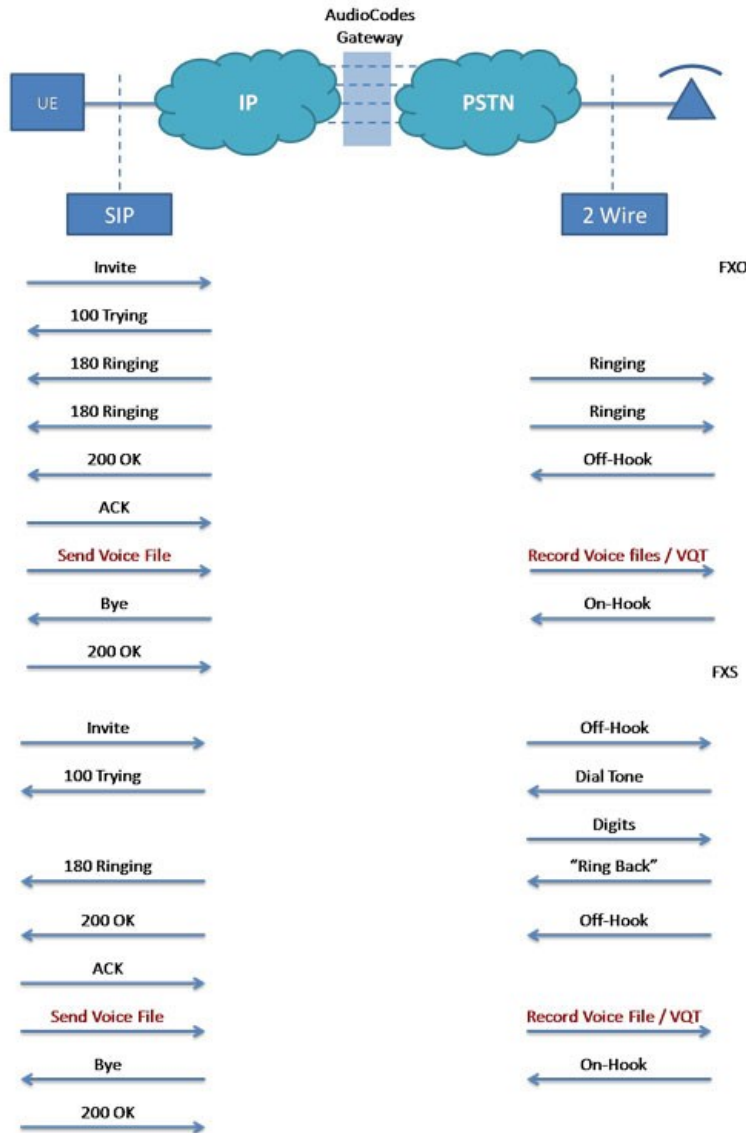 AudioCodes
Gateway
UE
IP
PSTN
SIP
2 Wire
Invite
FXO
100 Trying
180 Ringing
Ringing
180 Ringing
Ringing
200 OK
Off-Hook
ACK
Send Voice File
Record Voice files / VQT
Bye
On-Hook
200 OK
FXS
Invite
Off-Hook
100 Trying
Dial Tone
Digits
180 Ringing
“Ring Back”
200 OK
Off-Hook
ACK
Send Voice File
Record Voice File / VQT
Bye
On-Hook
200 OK